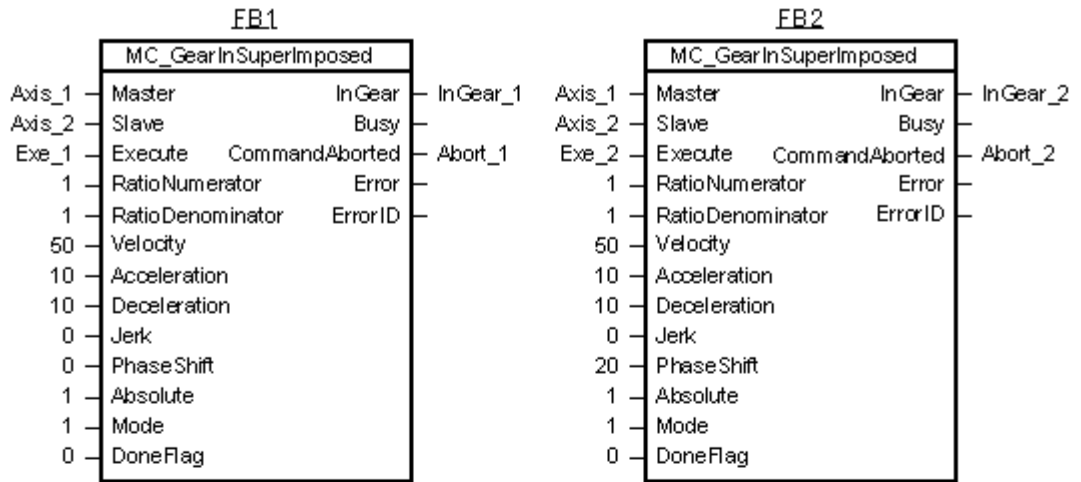 FB1
MC_GearInSuperImposed
Axis_1 Master InGear InGear_1
Axis_2 Slave Busy
Exe_1 Execute CommandAborted Abort_1
1 RatioNumerator Error
1 RatioDenominator ErrorID
50 Velocity
10 Acceleration
10 Deceleration
0 Jerk
0 PhaseShift
1 Absolute
1 Mode
0 DoneFlag
FB2
MC_GearInSuperImposed
Axis_1 Master InGear InGear_2
Axis_2 Slave Busy
Exe_2 Execute CommandAborted Abort_2
1 RatioNumerator Error
1 RatioDenominator ErrorID
50 Velocity
10 Acceleration
10 Deceleration
0 Jerk
20 PhaseShift
1 Absolute
1 Mode
0 DoneFlag